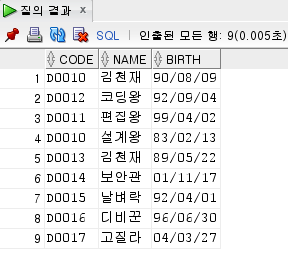 질의 결과 x
SQL | 인출된 모든 행: 9(0.005초)
CODE NAME BIRTH
1 D0010 김천재 90/08/09
2 D0012 코딩왕 92/09/04
3 D0011 편집왕 99/04/02
4 D0010 설계왕 83/02/13
5 D0013 김천재 89/05/22
6 D0014 보안관 01/11/17
7 D0015 날벼락 92/04/01
8 D0016 디비꾼 96/06/30
9 D0017 고질라 04/03/27